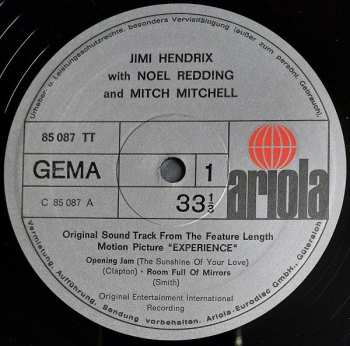 Urheber- u. Leistungsschutzrechte, besonders Vervielfältigung (außer zum persönl. Gebrauch),
JIMI HENDRIX
with NOEL REDDING
and MITCH MITCHELL
85 087 TT
GEMA
1
C 85 087 A
33 1/3
ariola
Original Sound Track From The Feature Length
Motion Picture "EXPERIENCE"
Opening Jam (The Sunshine Of Your Love)
(Clapton) · Room Full Of Mirrors
(Smith)
Original Entertainment International
Recording
Vermietung, Aufführung, Sendung vorbehalten. Ariola-Eurodisc GmbH., Gütersloh